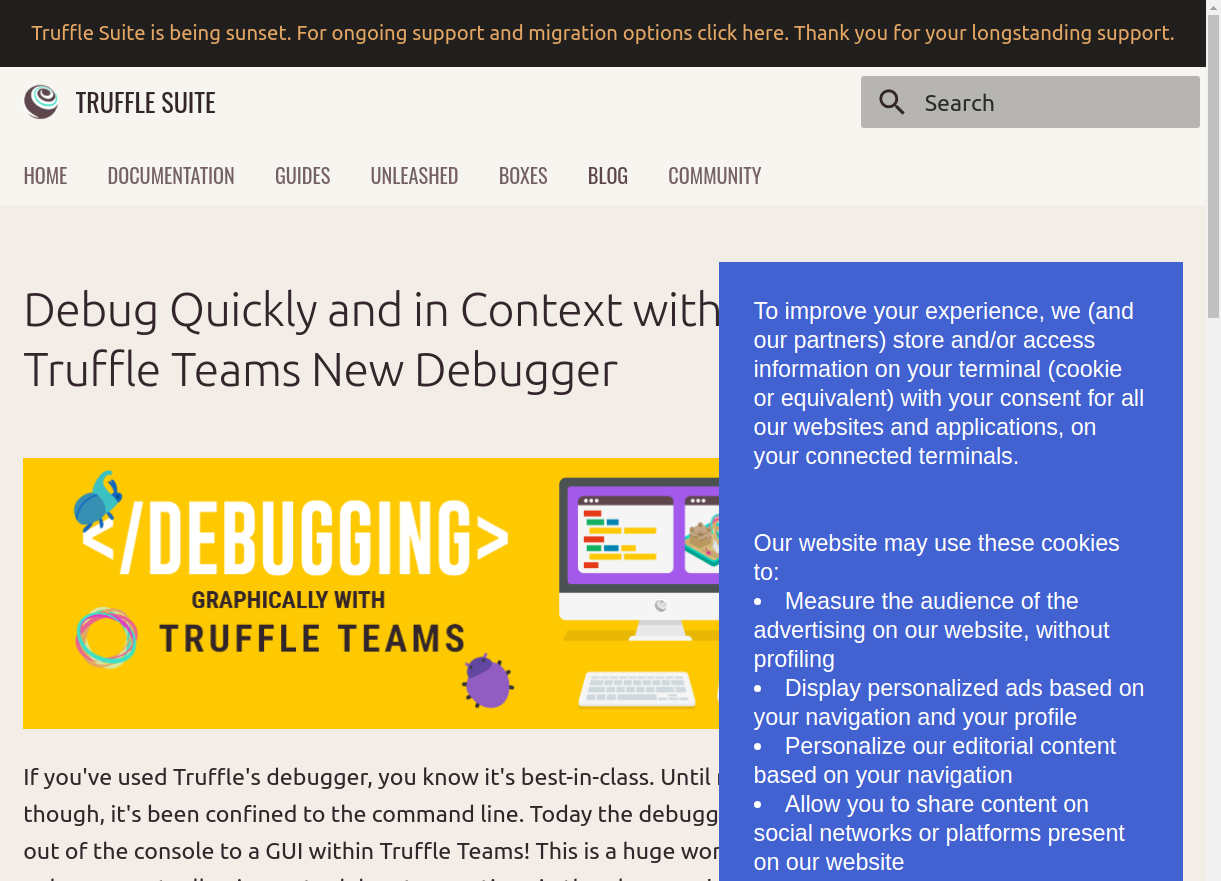 Truffle Suite is being sunset. For ongoing support and migration options click here. Thank you for your longstanding support.
TRUFFLE SUITE
Search
HOME DOCUMENTATION GUIDES UNLEASHED BOXES BLOG COMMUNITY
Debug Quickly and in Context with
Truffle Teams New Debugger
</DEBUGGING>
GRAPHICALLY WITH
TRUFFLE TEAMS
If you've used Truffle's debugger, you know it's best-in-class. Until
though, it's been confined to the command line. Today the debugg
out of the console to a GUI within Truffle Teams! This is a huge wor
To improve your experience, we (and
our partners) store and/or access
information on your terminal (cookie
or equivalent) with your consent for all
our websites and applications, on
your connected terminals.
Our website may use these cookies
to:
• Measure the audience of the
advertising on our website, without
profiling
• Display personalized ads based on
your navigation and your profile
• Personalize our editorial content
based on your navigation
• Allow you to share content on
social networks or platforms present
on our website